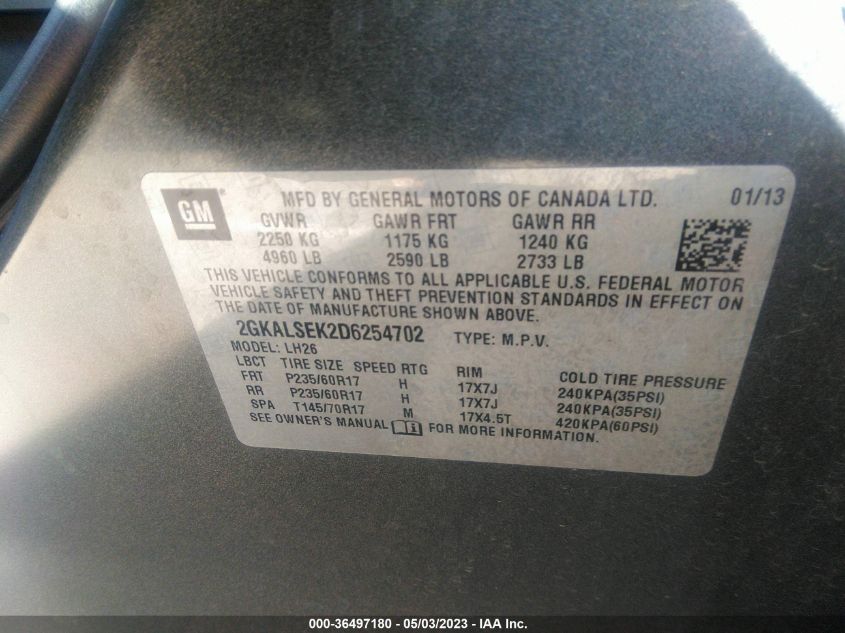 GM
MFD BY GENERAL MOTORS OF CANADA LTD. 01/13
GVWR GAWR FRT GAWR RR
2250 KG 1175 KG 1240 KG
4960 LB 2590 LB 2733 LB
THIS VEHICLE CONFORMS TO ALL APPLICABLE U.S. FEDERAL MOTOR
VEHICLE SAFETY AND THEFT PREVENTION STANDARDS IN EFFECT ON
THE DATE OF MANUFACTURE SHOWN ABOVE.
2GKALSEK2D6254702 TYPE: M.P.V.
MODEL: LH26
LBCT TIRE SIZE SPEED RTG RIM COLD TIRE PRESSURE
FRT P235/60R17 H 17X7J 240KPA(35PSI)
RR P235/60R17 H 17X7J 240KPA(35PSI)
SPA T145/70R17 M 17X4.5T 420KPA(60PSI)
SEE OWNER'S MANUAL FOR MORE INFORMATION.
000-36497180 - 05/03/2023 - IAA Inc.